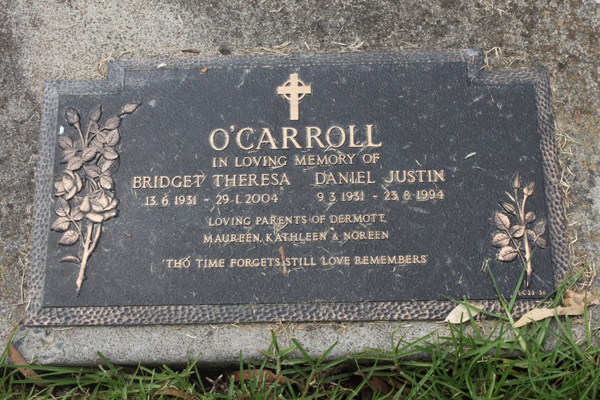 O'CARROLL
IN LOVING MEMORY OF
BRIDGET THERESA DANIEL JUSTIN
13.6.1931 - 29.1.2004 9.3.1931 - 23.8.1994
LOVING PARENTS OF DERMOTT,
MAUREEN, KATHLEEN & NOREEN
'THO TIME FORGETS, STILL LOVE REMEMBERS'